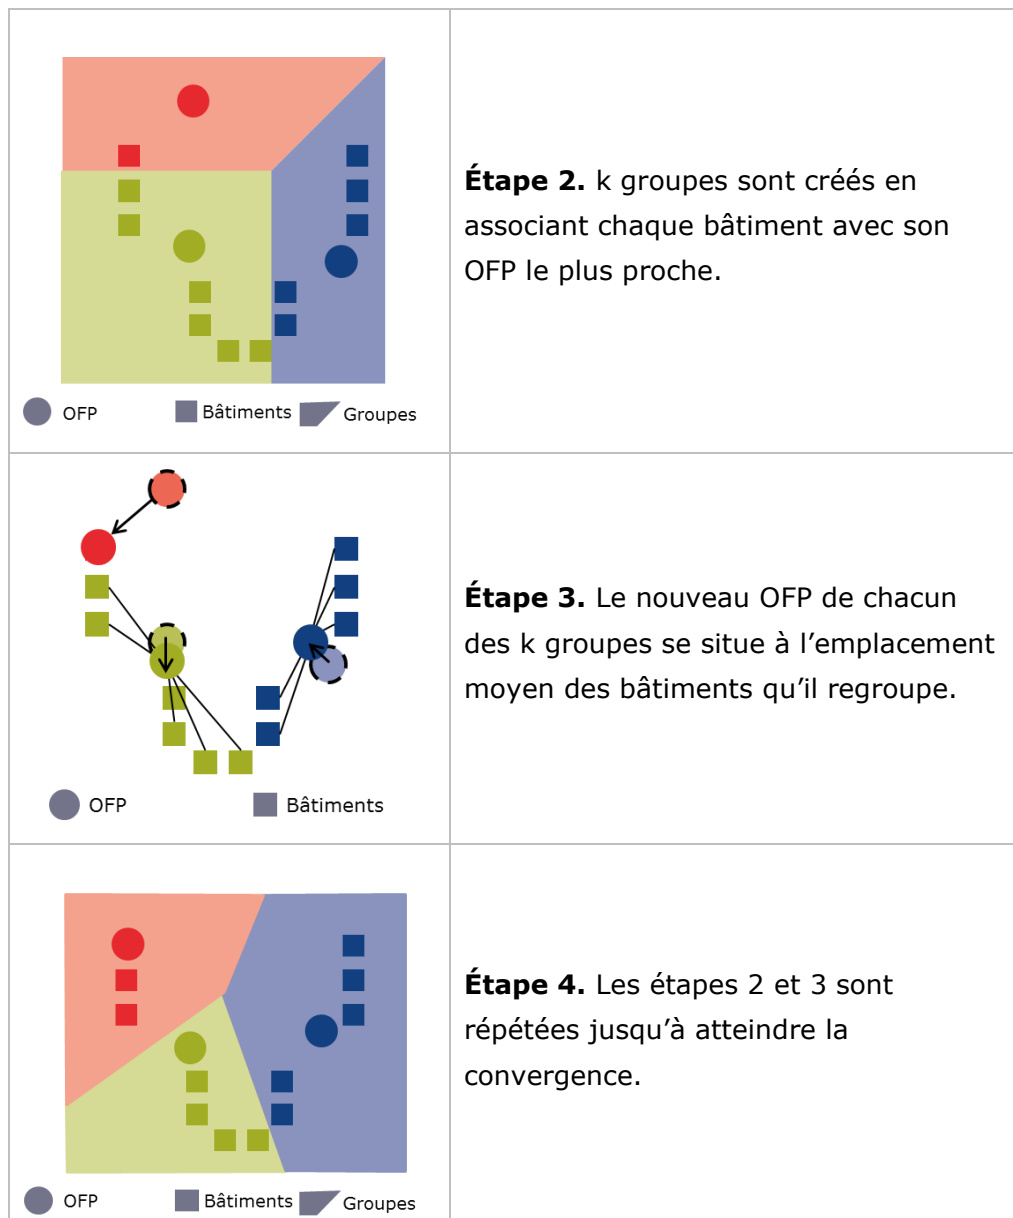 Étape 2. k groupes sont créés en
associant chaque bâtiment avec son
OFP le plus proche.
OFP Bâtiments Groupes
Étape 3. Le nouveau OFP de chacun
des k groupes se situe à l’emplacement
moyen des bâtiments qu’il regroupe.
OFP Bâtiments
Étape 4. Les étapes 2 et 3 sont
répétées jusqu’à atteindre la
convergence.
OFP Bâtiments Groupes